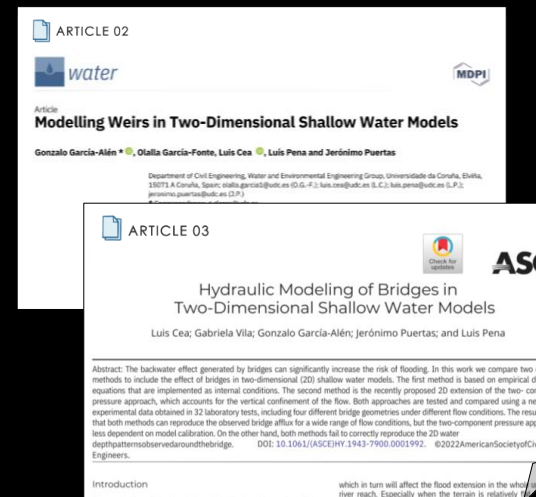 ARTICLE 02
water
MDPI
Article
Modelling Weirs in Two-Dimensional Shallow Water Models
Gonzalo García-Alén *, Olalla García-Fonte, Luis Cea, Luis Pena and Jerónimo Puertas
Department of Civil Engineering, Water and Environmental Engineering Group, Universidade da Coruña, Elviña,
15071 A Coruña, Spain; olalla.garcia1@udc.es (O.G.-F.); luis.cea@udc.es (L.C.); luis.pena@udc.es (L.P.);
jeronimo.puertas@udc.es (J.P.)
ARTICLE 03
Check for
updates
ASC
Hydraulic Modeling of Bridges in
Two-Dimensional Shallow Water Models
Luis Cea; Gabriela Vila; Gonzalo García-Alén; Jerónimo Puertas; and Luis Pena
Abstract: The backwater effect generated by bridges can significantly increase the risk of flooding. In this work we compare two
methods to include the effect of bridges in two-dimensional (2D) shallow water models. The first method is based on empirical d
equations that are implemented as internal conditions. The second method is the recently proposed 2D extension of the two- com
pressure approach, which accounts for the vertical confinement of the flow. Both approaches are tested and compared using a ne
experimental data obtained in 32 laboratory tests, including four different bridge geometries under different flow conditions. The resu
that both methods can reproduce the observed bridge afflux for a wide range of flow conditions, but the two-component pressure app
less dependent on model calibration. On the other hand, both methods fail to correctly reproduce the 2D water
depthpatternsobservedaroundthebridge. DOI: 10.1061/(ASCE)HY.1943-7900.0001992. ©2022AmericanSocietyofCiv
Engineers.
Introduction
which in turn will affect the flood extension in the whole
river reach. Especially when the terrain is relatively